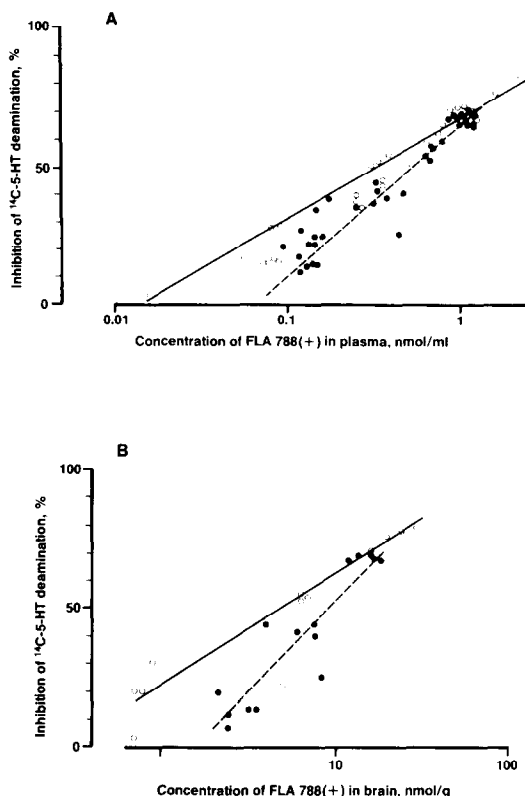 A
100
Inhibition of ¹⁴C-5-HT deamination, %
50
0
0.01 0.1 1
Concentration of FLA 788(+) in plasma, nmol/ml
B
100
Inhibition of ¹⁴C-5-HT deamination, %
50
0
10 100
Concentration of FLA 788(+) in brain, nmol/g